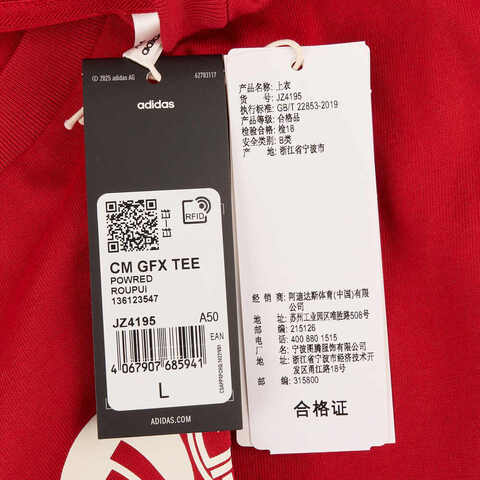 © 2025 adidas AG
62703117
adidas
RFID
CM GFX TEE
POWRED
ROUPUI
136123547
JZ4195
A50
EAN
4 067907 685941
L
ADIDAS.COM
产品名称: 上衣
货 号: JZ4195
执行标准: GB/T 22853-2019
产品等级: 合格品
检验合格: 检18
安全类别: B类
产 地: 浙江省宁波市
经 销 商: 阿迪达斯体育(中国)有限
公司
地 址: 苏州工业园区唯亭路508号
邮 编: 215126
电 话: 400 880 1515
厂 名: 宁波图腾服饰有限公司
地 址: 浙江省宁波市经济技术开
发区甬江路18号
邮 编: 315800
合格证